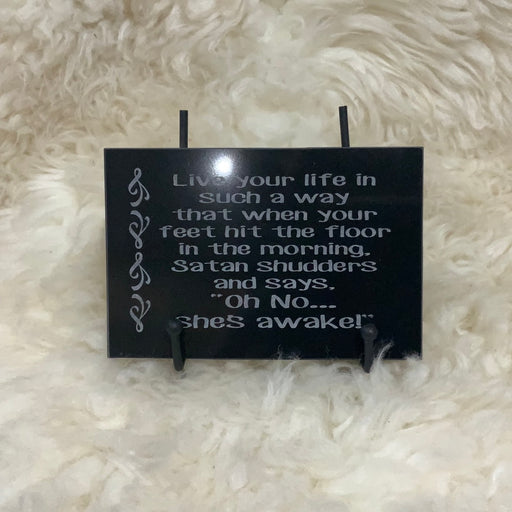 Live your life in
such a way
that when your
feet hit the floor
in the morning,
Satan shudders
and says,
"Oh No...
she's awake!"